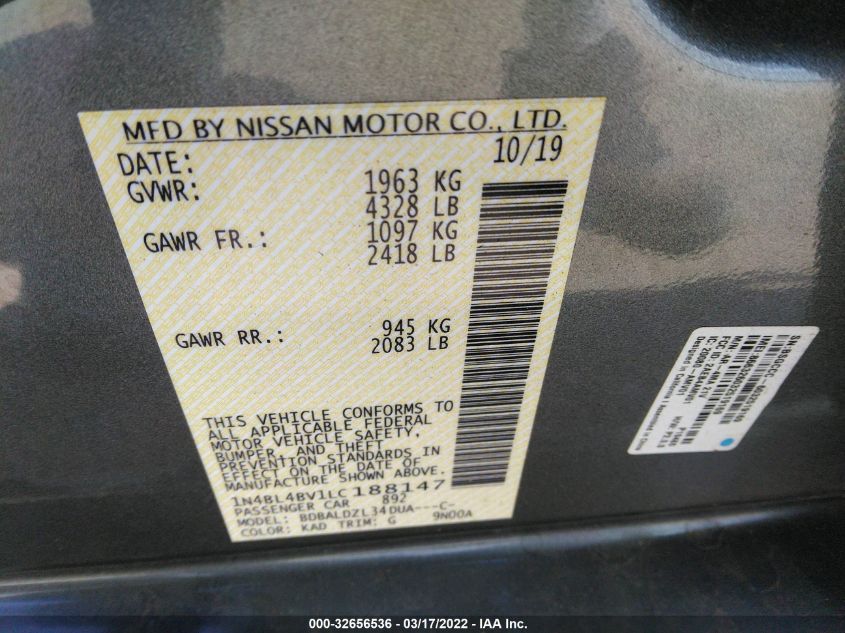 MFD BY NISSAN MOTOR CO., LTD.
DATE: 10/19
GVWR: 1963 KG
4328 LB
GAWR FR.: 1097 KG
2418 LB
GAWR RR.: 945 KG
2083 LB
THIS VEHICLE CONFORMS TO
ALL APPLICABLE FEDERAL
MOTOR VEHICLE SAFETY,
BUMPER, AND THEFT
PREVENTION STANDARDS IN
EFFECT ON THE DATE OF
MANUFACTURE SHOWN ABOVE.
1N4BL4BV1LC188147
PASSENGER CAR 892
MODEL: BDBALDZL34DUA---C-
COLOR: KAD TRIM: G 9N00A
Designed in California
000-32656536 - 03/17/2022 - IAA Inc.